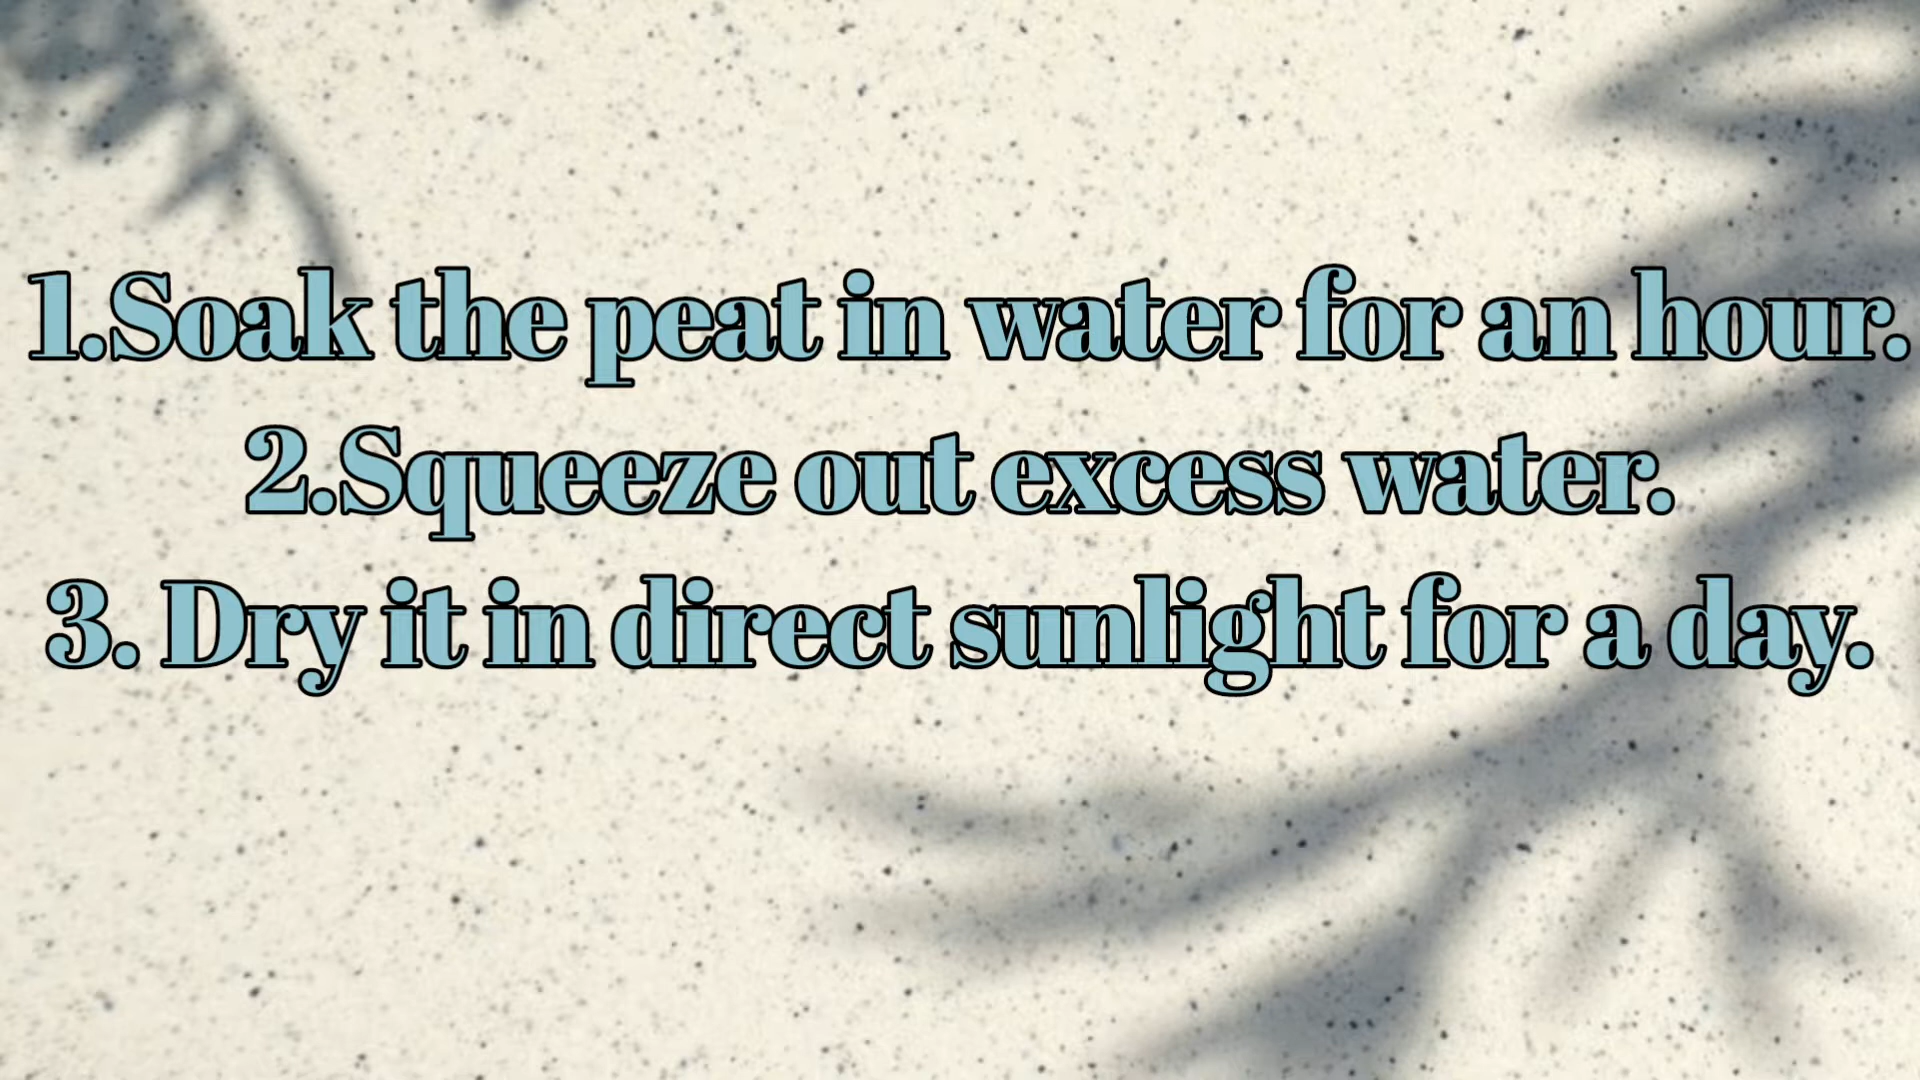 1.Soak the peat in water for an hour.
2.Squeeze out excess water.
3. Dry it in direct sunlight for a day.